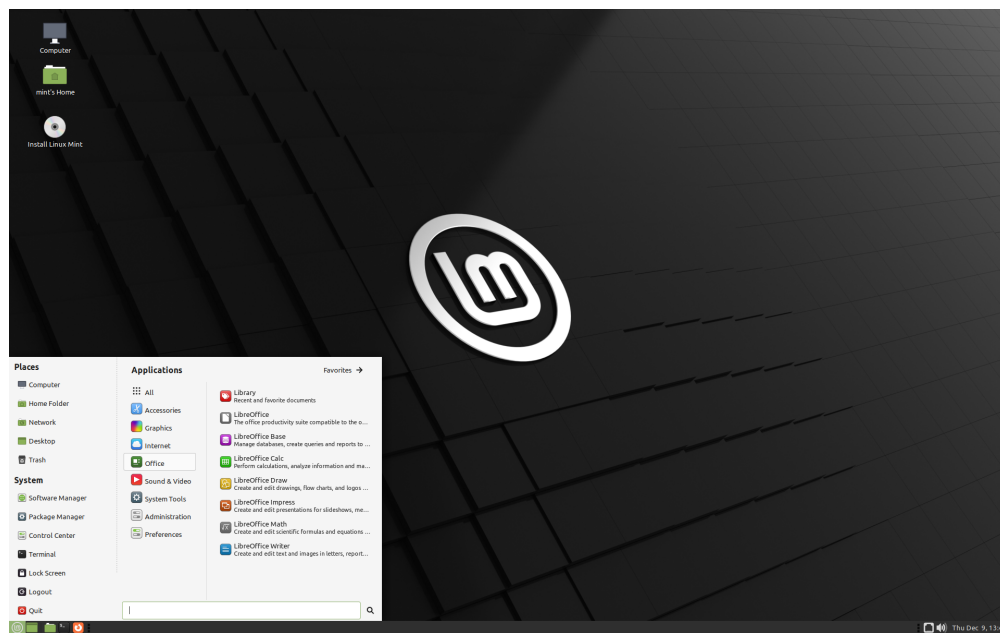 Computer
mint's Home
Install Linux Mint
Places
Computer
Home Folder
Network
Desktop
Trash
System
Software Manager
Package Manager
Control Center
Terminal
Lock Screen
Logout
Quit
Applications
Favorites
All
Accessories
Graphics
Internet
Office
Sound & Video
System Tools
Administration
Preferences
Library
Recent and favorite documents
LibreOffice
The office productivity suite compatible to the o...
LibreOffice Base
Manage databases, create queries and reports to ...
LibreOffice Calc
Perform calculations, analyze information and ma...
LibreOffice Draw
Create and edit drawings, flow charts, and logos ...
LibreOffice Impress
Create and edit presentations for slideshows, me...
LibreOffice Math
Create and edit scientific formulas and equations ...
LibreOffice Writer
Create and edit text and images in letters, report...
Thu Dec 9, 13: